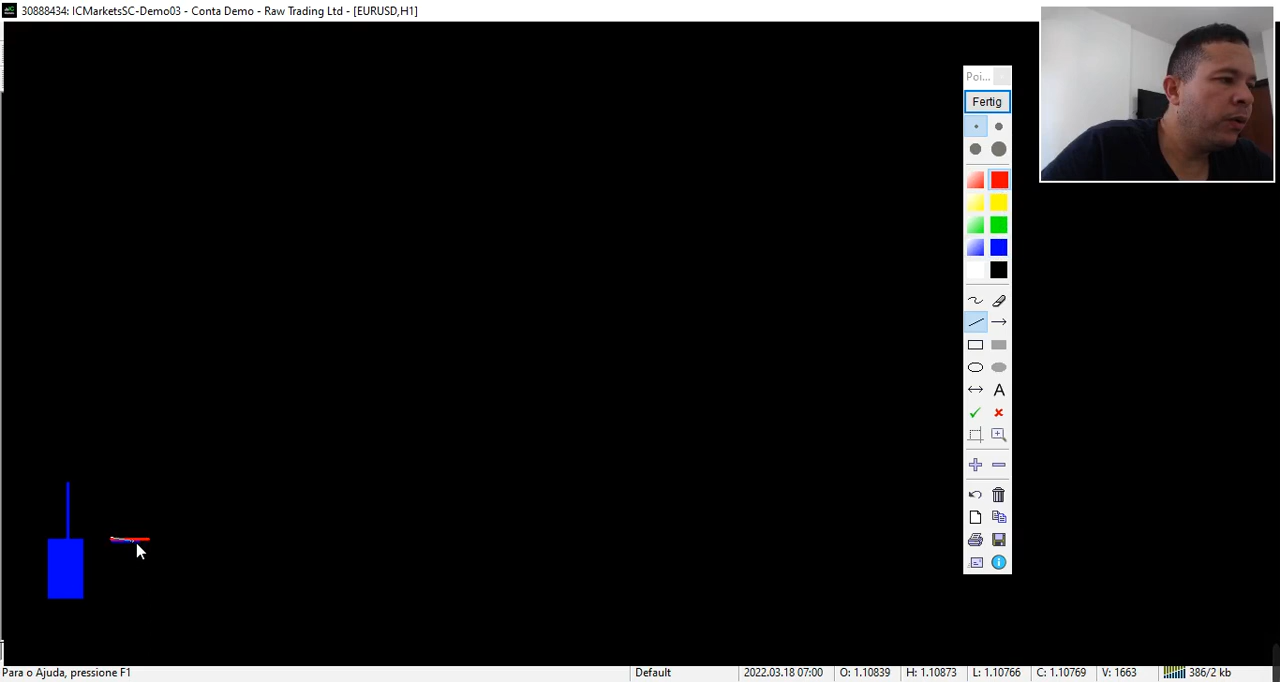 30888434: ICMarketsSC-Demo03 - Conta Demo - Raw Trading Ltd - [EURUSD,H1]
Poi...
Fertig
A
Para o Ajuda, pressione F1
Default
2022.03.18 07:00
O: 1.10839
H: 1.10873
L: 1.10766
C: 1.10769
V: 1663
386/2 kb